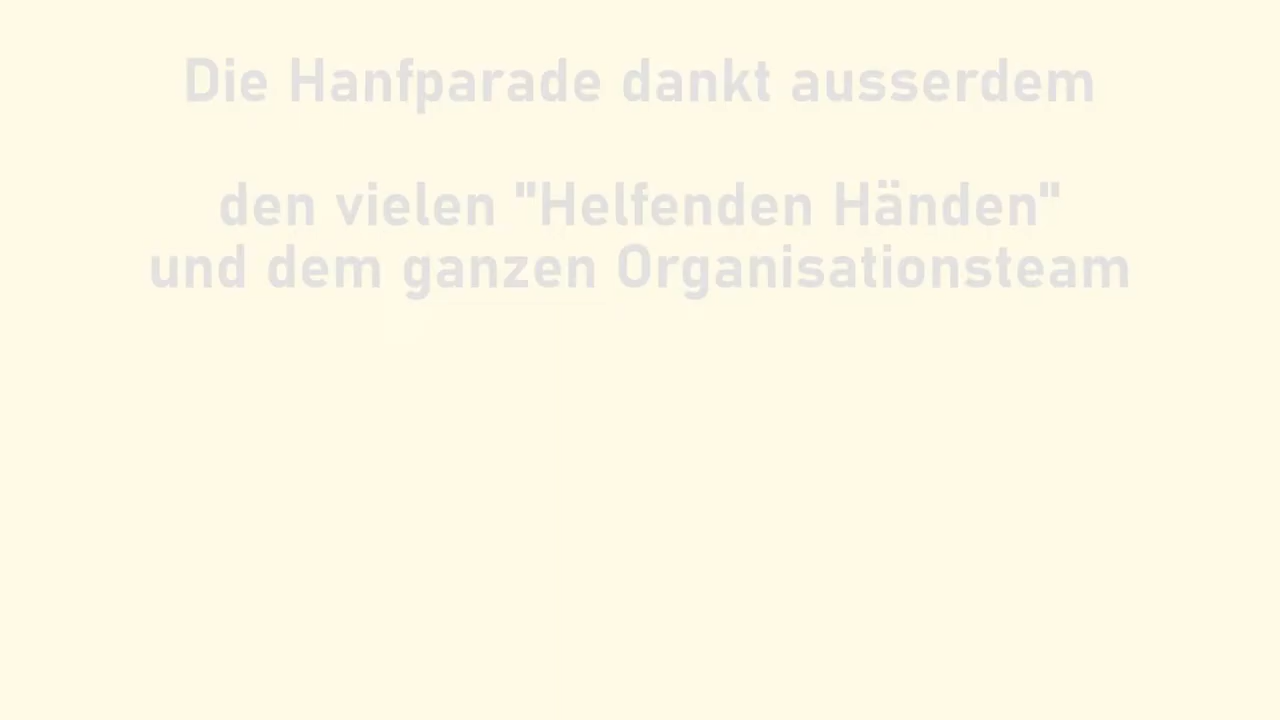 Die Hanfparade dankt ausserdem
den vielen "Helfenden Händen"
und dem ganzen Organisationsteam